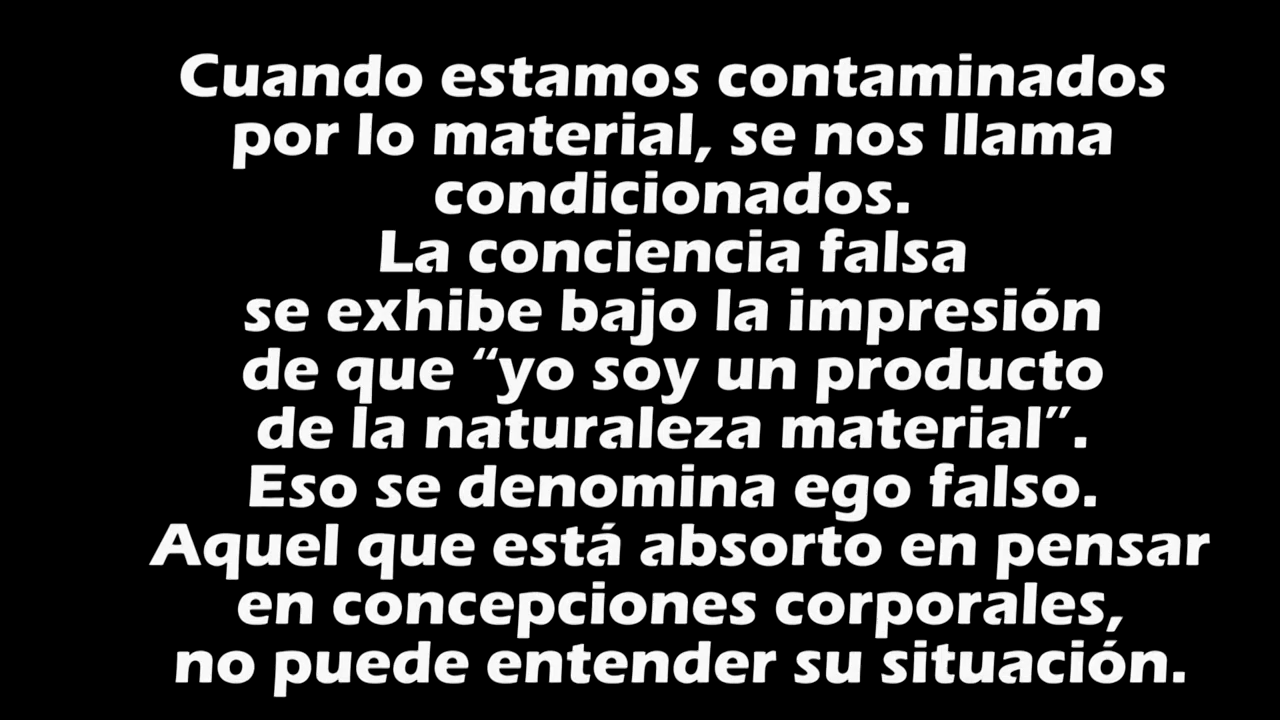 Cuando estamos contaminados
por lo material, se nos llama
condicionados.
La conciencia falsa
se exhibe bajo la impresión
de que “yo soy un producto
de la naturaleza material”.
Eso se denomina ego falso.
Aquel que está absorto en pensar
en concepciones corporales,
no puede entender su situación.